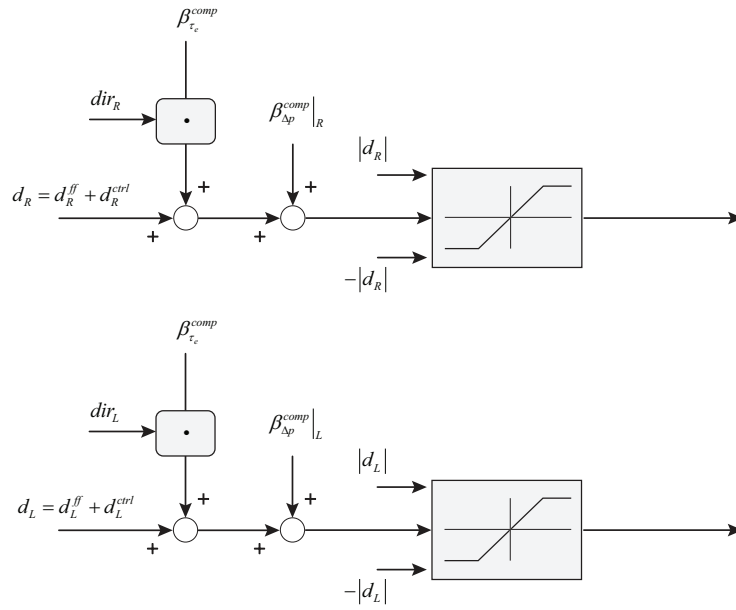 β_{τ_e}^{comp}
dir_R
•
β_{Δp}^{comp}|_R
|d_R|
d_R = d_R^{ff} + d_R^{ctrl}
+
+
+
+
−|d_R|
β_{τ_e}^{comp}
dir_L
•
β_{Δp}^{comp}|_L
|d_L|
d_L = d_L^{ff} + d_L^{ctrl}
+
+
+
+
−|d_L|